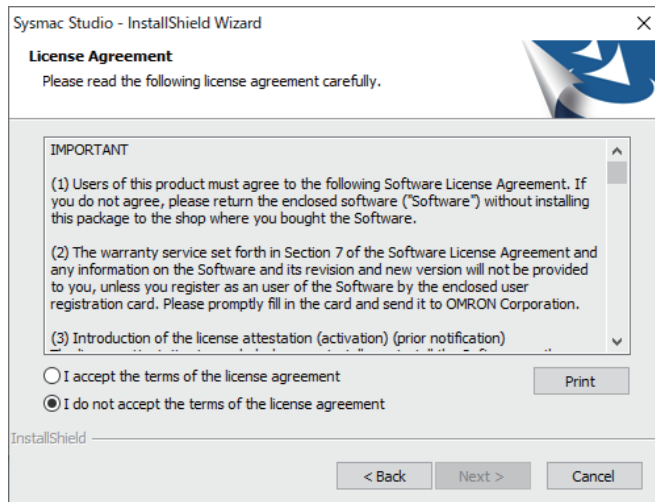 Sysmac Studio - InstallShield Wizard
License Agreement
Please read the following license agreement carefully.
IMPORTANT
(1) Users of this product must agree to the following Software License Agreement. If
you do not agree, please return the enclosed software ("Software") without installing
this package to the shop where you bought the Software.
(2) The warranty service set forth in Section 7 of the Software License Agreement and
any information on the Software and its revision and new version will not be provided
to you, unless you register as an user of the Software by the enclosed user
registration card. Please promptly fill in the card and send it to OMRON Corporation.
(3) Introduction of the license attestation (activation) (prior notification)
I accept the terms of the license agreement
Print
I do not accept the terms of the license agreement
InstallShield
< Back
Next >
Cancel